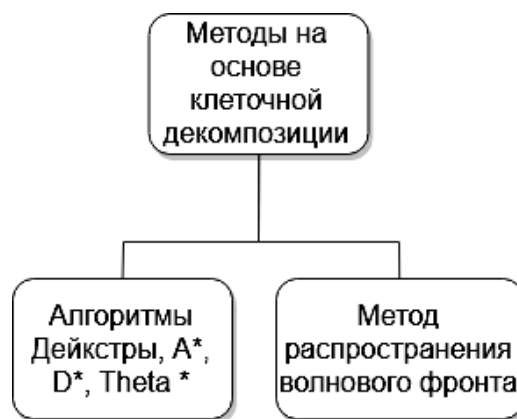 Методы на
основе
клеточной
декомпозиции
Алгоритмы
Дейкстры, A*,
D*, Theta *
Метод
распространения
волнового фронта